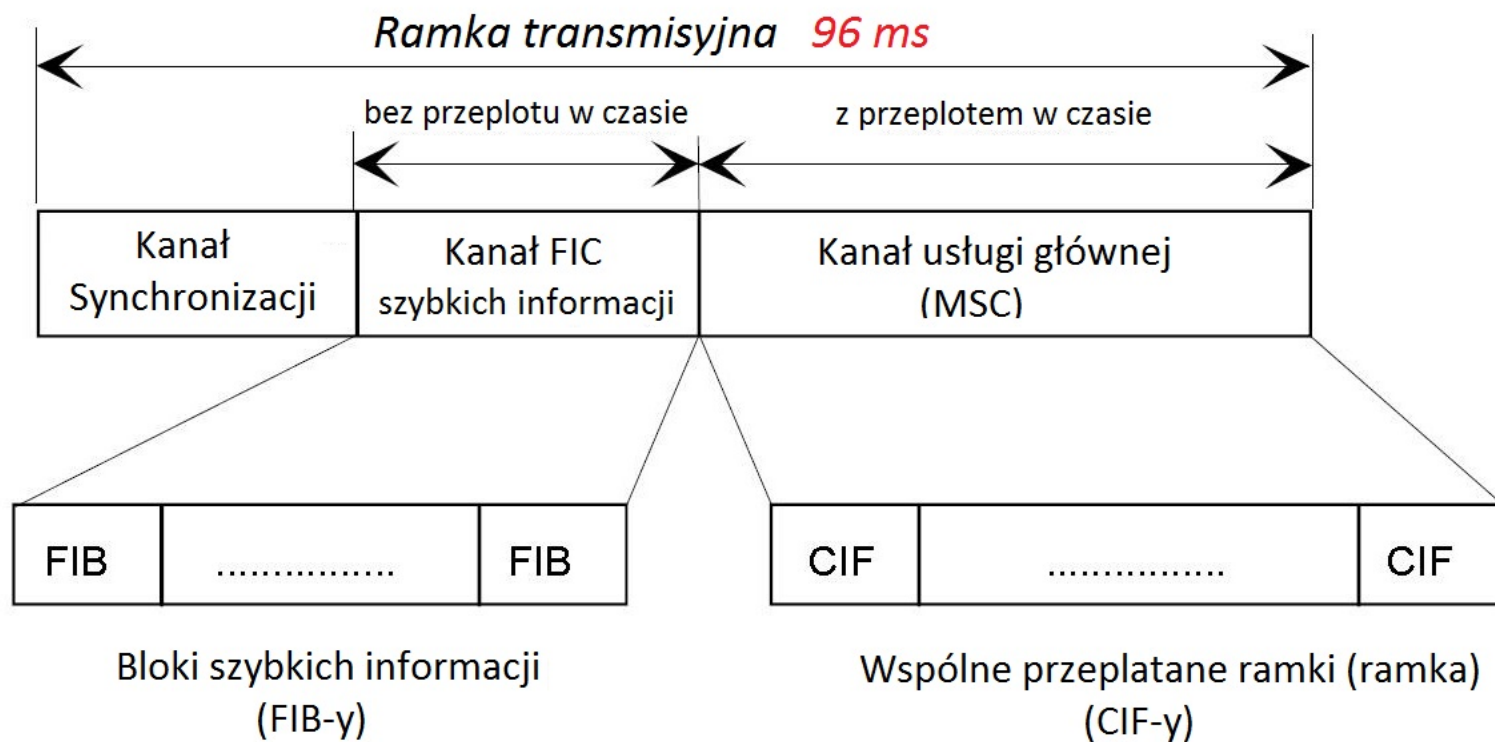 Ramka transmisyjna 96 ms
bez przeplotu w czasie
z przeplotem w czasie
Kanał
Synchronizacji
Kanał FIC
szybkich informacji
Kanał usługi głównej
(MSC)
FIB ................ FIB
CIF ................ CIF
Bloki szybkich informacji
(FIB-y)
Wspólne przeplatane ramki (ramka)
(CIF-y)